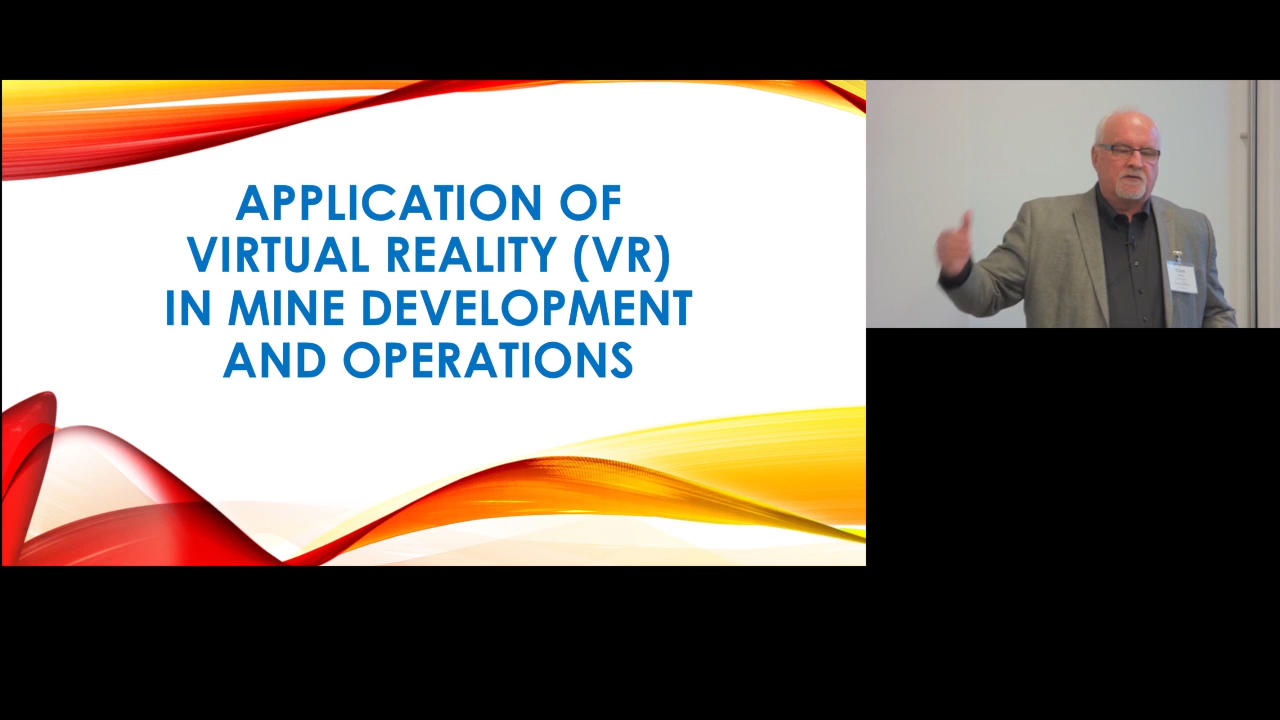 APPLICATION OF
VIRTUAL REALITY (VR)
IN MINE DEVELOPMENT
AND OPERATIONS